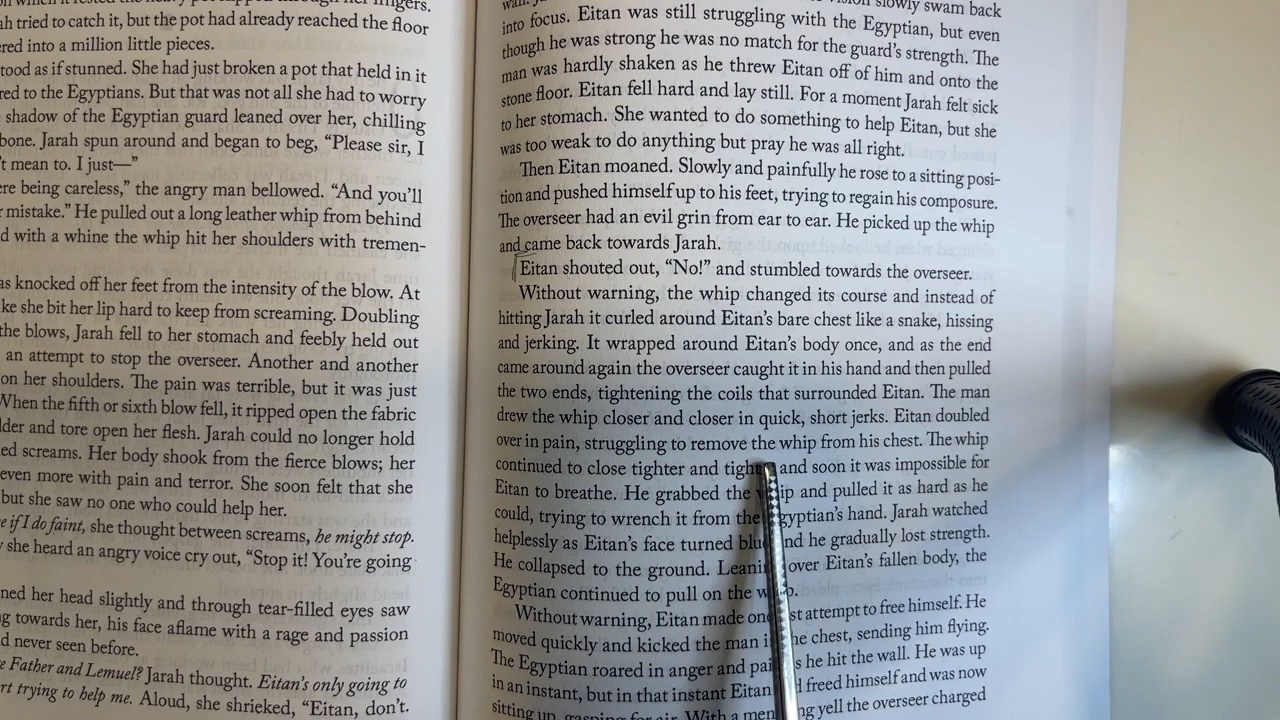 tried to catch it, but the pot had already reached the floor
into a million little pieces.
as if stunned. She had just broken a pot that held in it
to the Egyptians. But that was not all she had to worry
shadow of the Egyptian guard leaned over her, chilling
bone. Jarah spun around and began to beg, “Please sir, I
mean to. I just—”
being careless,” the angry man bellowed. “And you’ll
mistake.” He pulled out a long leather whip from behind
with a whine the whip hit her shoulders with tremen-
knocked off her feet from the intensity of the blow. At
she bit her lip hard to keep from screaming. Doubling
the blows, Jarah fell to her stomach and feebly held out
an attempt to stop the overseer. Another and another
on her shoulders. The pain was terrible, but it was just
When the fifth or sixth blow fell, it ripped open the fabric
and tore open her flesh. Jarah could no longer hold
screams. Her body shook from the fierce blows; her
even more with pain and terror. She soon felt that she
but she saw no one who could help her.
if I do faint, she thought between screams, he might stop.
she heard an angry voice cry out, “Stop it! You’re going
her head slightly and through tear-filled eyes saw
towards her, his face aflame with a rage and passion
never seen before.
Father and Lemuel? Jarah thought. Eitan’s only going to
trying to help me. Aloud, she shrieked, “Eitan, don’t.
slowly swam back
into focus. Eitan was still struggling with the Egyptian, but even
though he was strong he was no match for the guard’s strength. The
man was hardly shaken as he threw Eitan off of him and onto the
stone floor. Eitan fell hard and lay still. For a moment Jarah felt sick
to her stomach. She wanted to do something to help Eitan, but she
was too weak to do anything but pray he was all right.
Then Eitan moaned. Slowly and painfully he rose to a sitting posi-
tion and pushed himself up to his feet, trying to regain his composure.
The overseer had an evil grin from ear to ear. He picked up the whip
and came back towards Jarah.
Eitan shouted out, “No!” and stumbled towards the overseer.
Without warning, the whip changed its course and instead of
hitting Jarah it curled around Eitan’s bare chest like a snake, hissing
and jerking. It wrapped around Eitan’s body once, and as the end
came around again the overseer caught it in his hand and then pulled
the two ends, tightening the coils that surrounded Eitan. The man
drew the whip closer and closer in quick, short jerks. Eitan doubled
over in pain, struggling to remove the whip from his chest. The whip
continued to close tighter and and soon it was impossible for
Eitan to breathe. He grabbed the whip and pulled it as hard as he
could, trying to wrench it from the Egyptian’s hand. Jarah watched
helplessly as Eitan’s face turned blue and he gradually lost strength.
He collapsed to the ground. Leaning over Eitan’s fallen body, the
Egyptian continued to pull on the whip.
Without warning, Eitan made one attempt to free himself. He
moved quickly and kicked the man in the chest, sending him flying.
The Egyptian roared in anger and pain as he hit the wall. He was up
in an instant, but in that instant Eitan had freed himself and was now
sitting up, gasping for air. With a yell the overseer charged